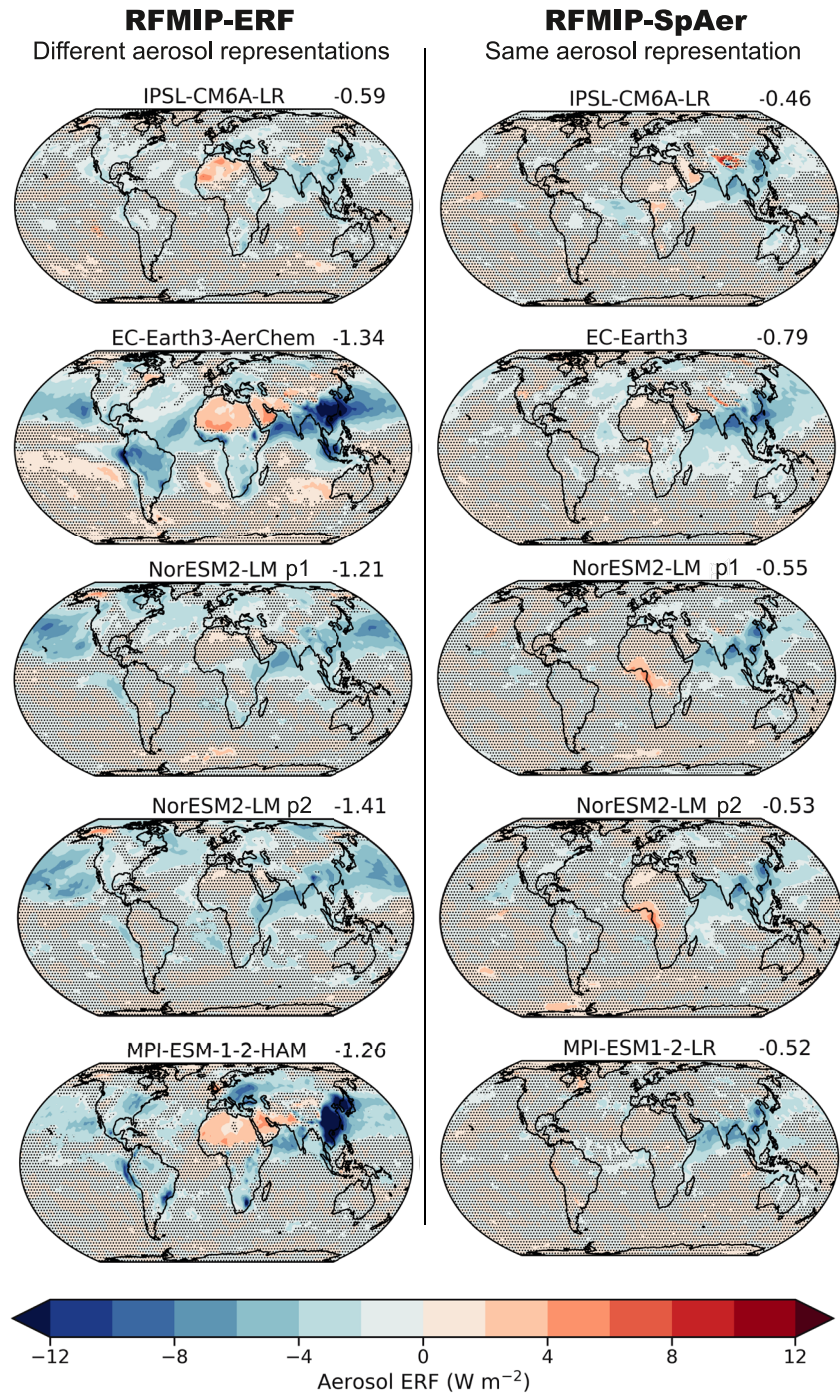 RFMIP-ERF
Different aerosol representations
RFMIP-SpAer
Same aerosol representation
IPSL-CM6A-LR -0.59
IPSL-CM6A-LR -0.46
EC-Earth3-AerChem -1.34
EC-Earth3 -0.79
NorESM2-LM p1 -1.21
NorESM2-LM p1 -0.55
NorESM2-LM p2 -1.41
NorESM2-LM p2 -0.53
MPI-ESM-1-2-HAM -1.26
MPI-ESM1-2-LR -0.52
−12 −8 −4 0 4 8 12
Aerosol ERF (W m⁻²)